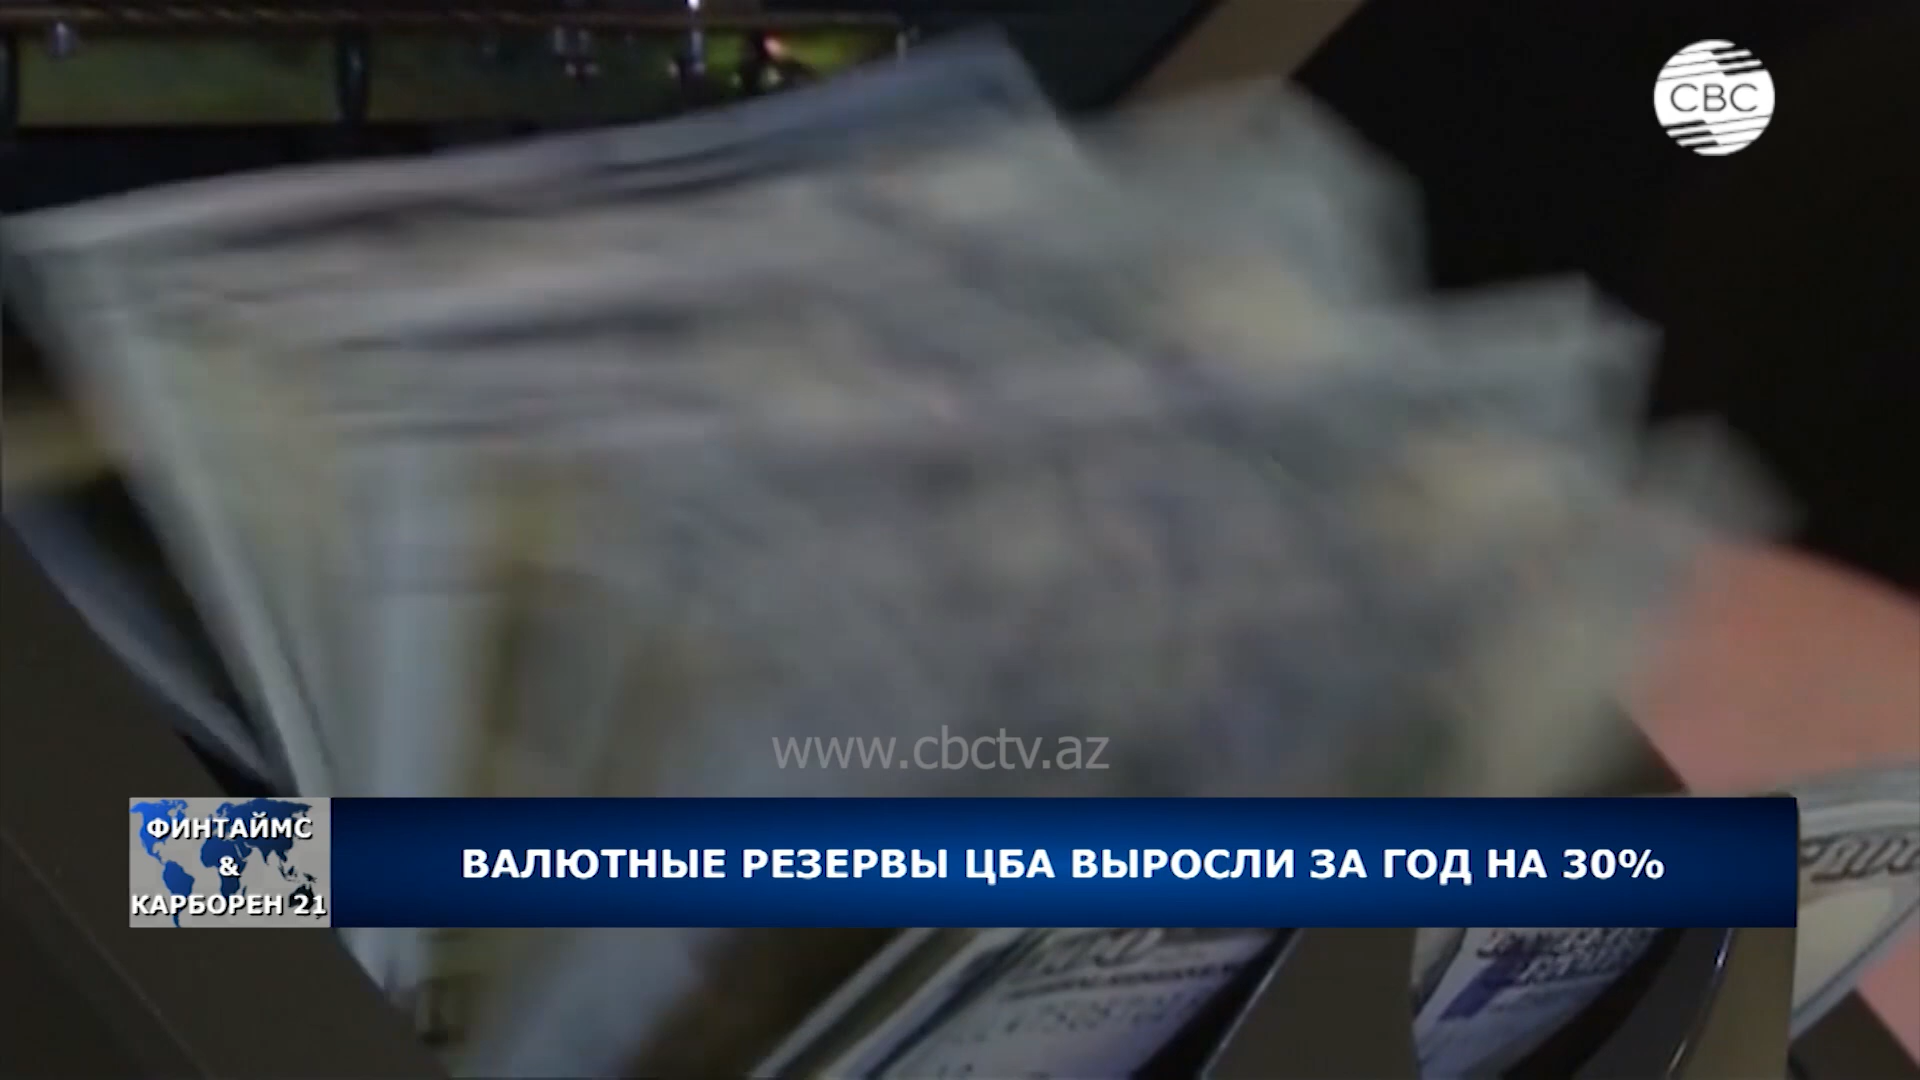 CBC
www.cbctv.az
ФИНТАЙМС
&
КАРБОРЕН 21
ВАЛЮТНЫЕ РЕЗЕРВЫ ЦБА ВЫРОСЛИ ЗА ГОД НА 30%